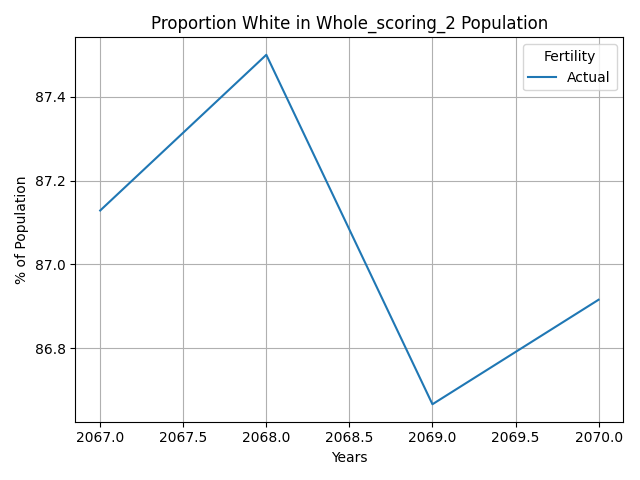 Proportion White in Whole_scoring_2 Population
Fertility
Actual
87.4
87.2
87.0
86.8
% of Population
2067.0 2067.5 2068.0 2068.5 2069.0 2069.5 2070.0
Years